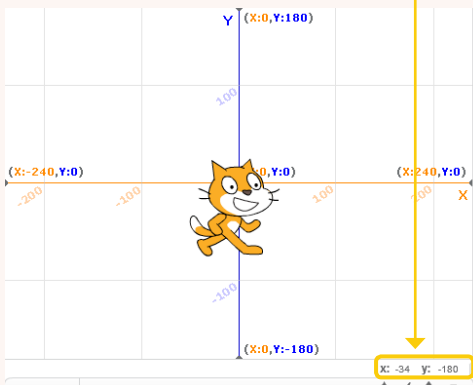 Y (X:0,Y:180)
100
(X:-240,Y:0) :0,Y:0) (X:240,Y:0)
-200 -100 100 200 X
-100
(X:0,Y:-180)
x: -34 y: -180